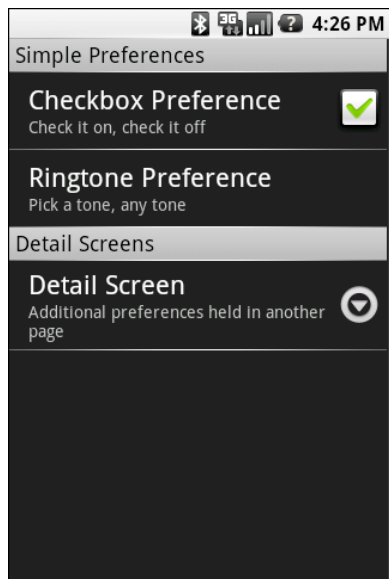 3G ? 4:26 PM
Simple Preferences
Checkbox Preference
Check it on, check it off
Ringtone Preference
Pick a tone, any tone
Detail Screens
Detail Screen
Additional preferences held in another
page